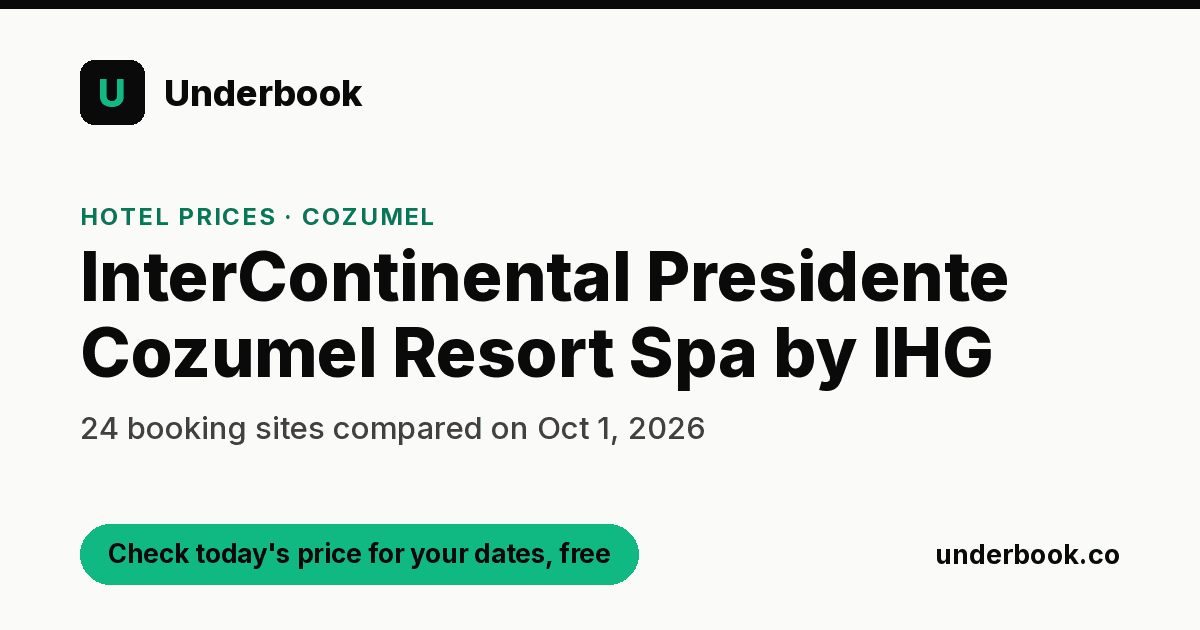 U
Underbook
HOTEL PRICES · COZUMEL
InterContinental Presidente
Cozumel Resort Spa by IHG
24 booking sites compared on Oct 1, 2026
Check today's price for your dates, free
underbook.co